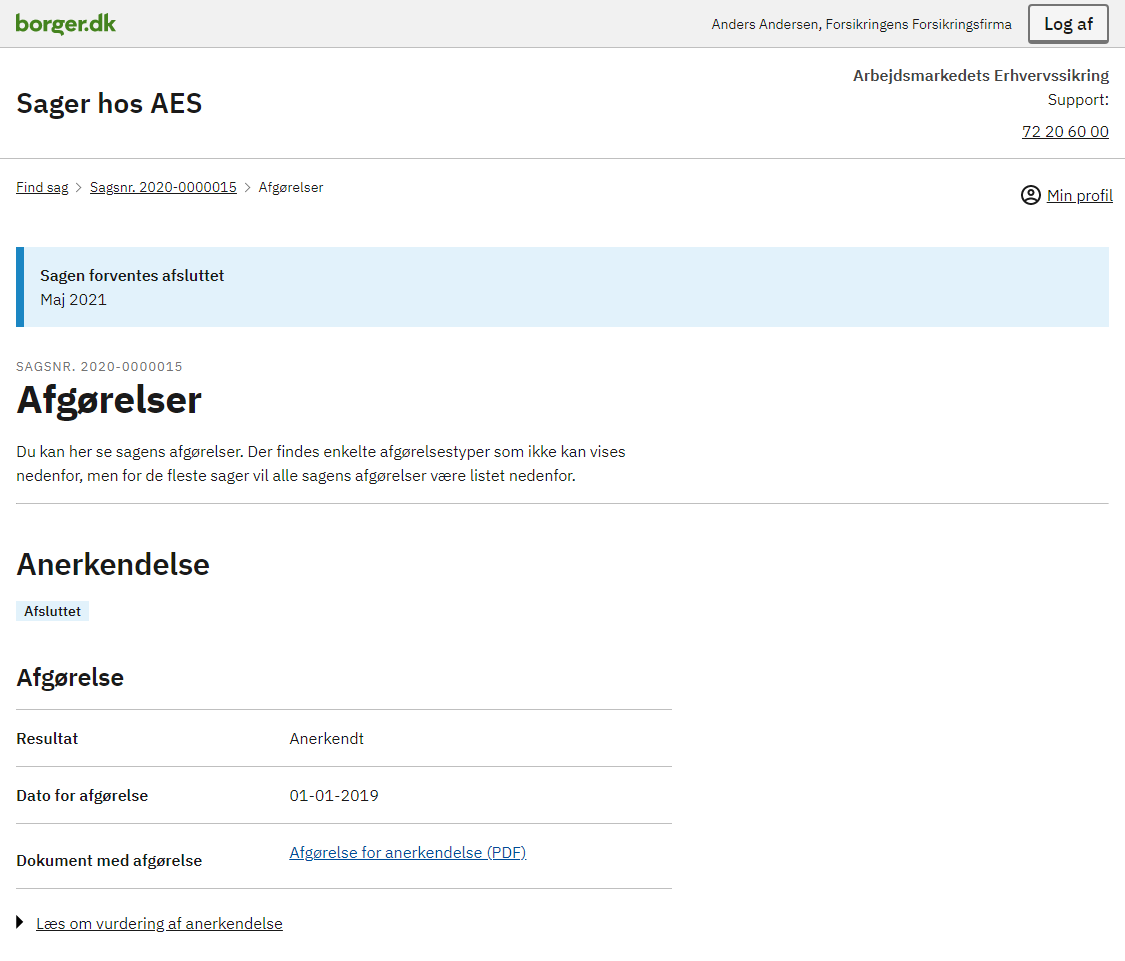 borger.dk
Anders Andersen, Forsikringens Forsikringsfirma
Log af
Sager hos AES
Arbejdsmarkedets Erhvervssikring
Support:
72 20 60 00
Find sag > Sagsnr. 2020-0000015 > Afgørelser
Min profil
Sagen forventes afsluttet
Maj 2021
SAGSNR. 2020-0000015
Afgørelser
Du kan her se sagens afgørelser. Der findes enkelte afgørelsestyper som ikke kan vises
nedenfor, men for de fleste sager vil alle sagens afgørelser være listet nedenfor.
Anerkendelse
Afsluttet
Afgørelse
Resultat Anerkendt
Dato for afgørelse 01-01-2019
Dokument med afgørelse Afgørelse for anerkendelse (PDF)
Læs om vurdering af anerkendelse